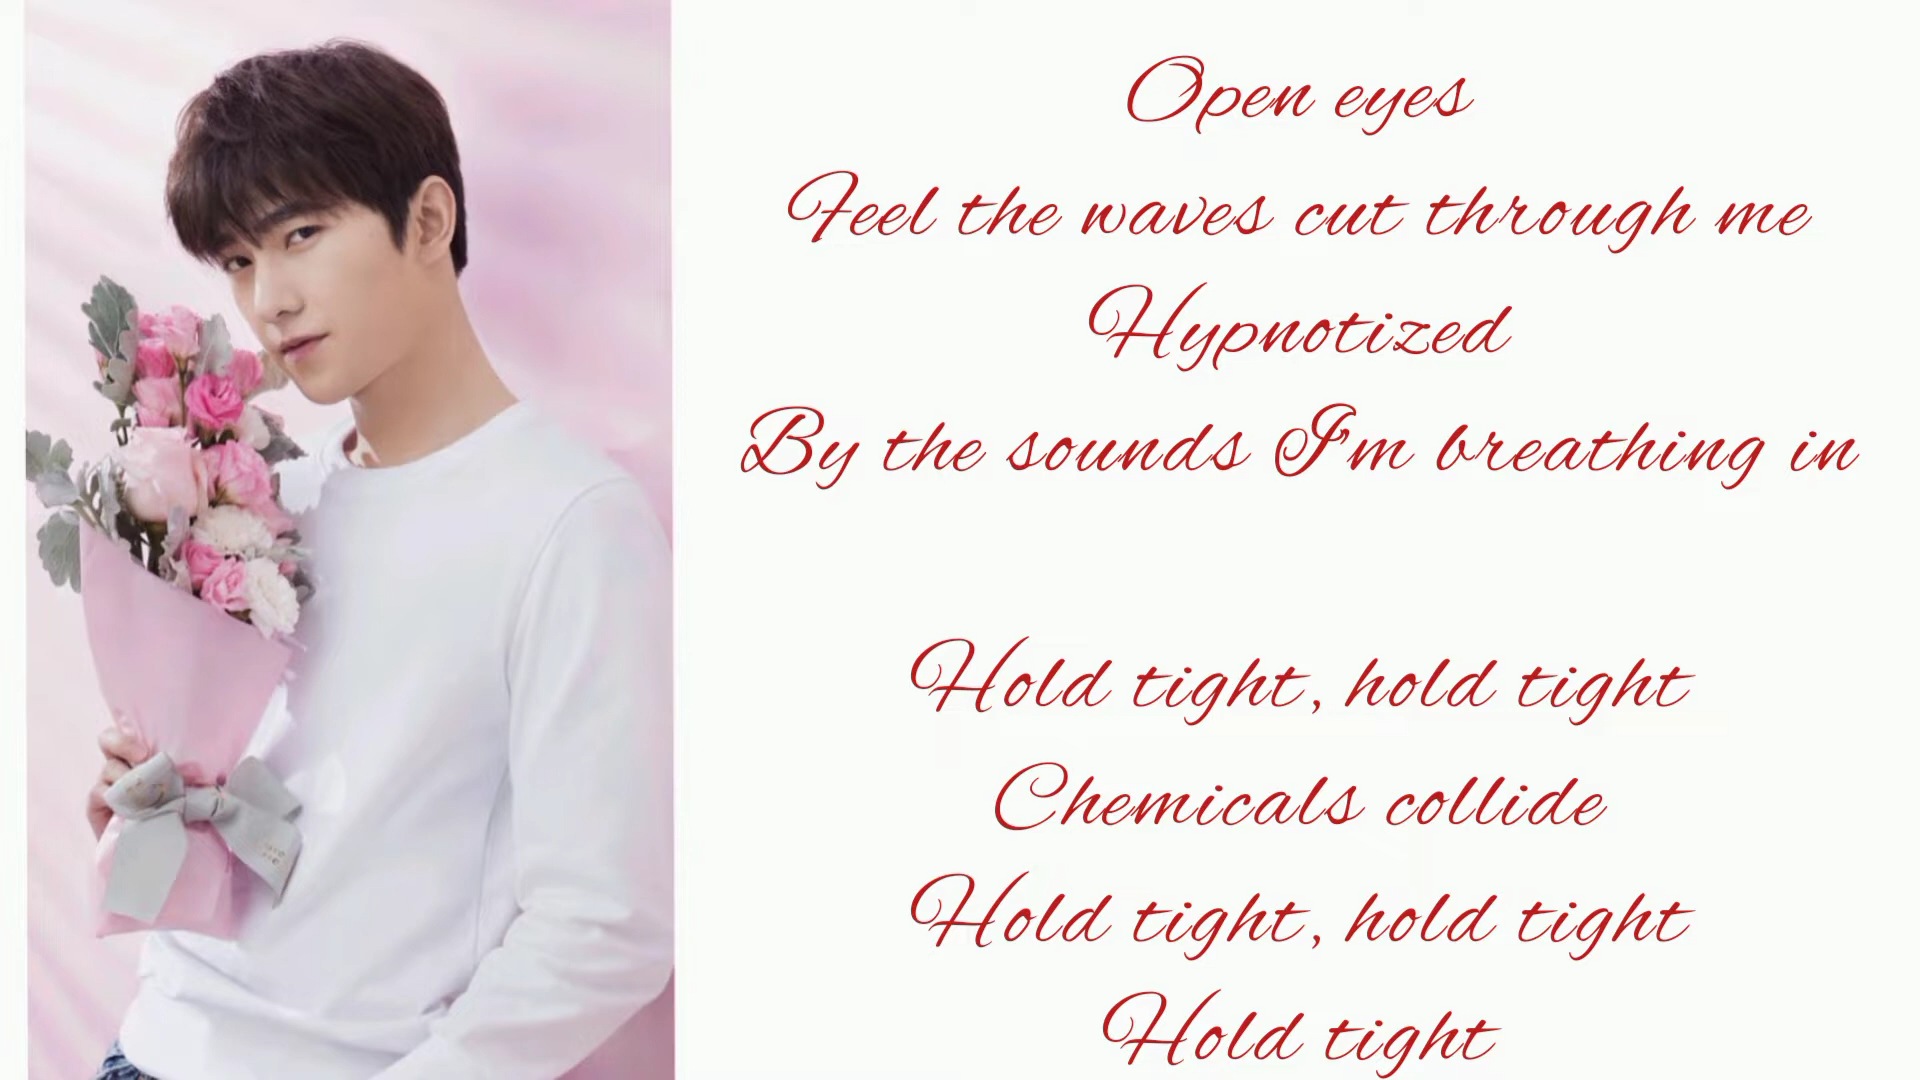 Open eyes
Feel the waves cut through me
Hypnotized
By the sounds I'm breathing in
Hold tight, hold tight
Chemicals collide
Hold tight, hold tight
Hold tight